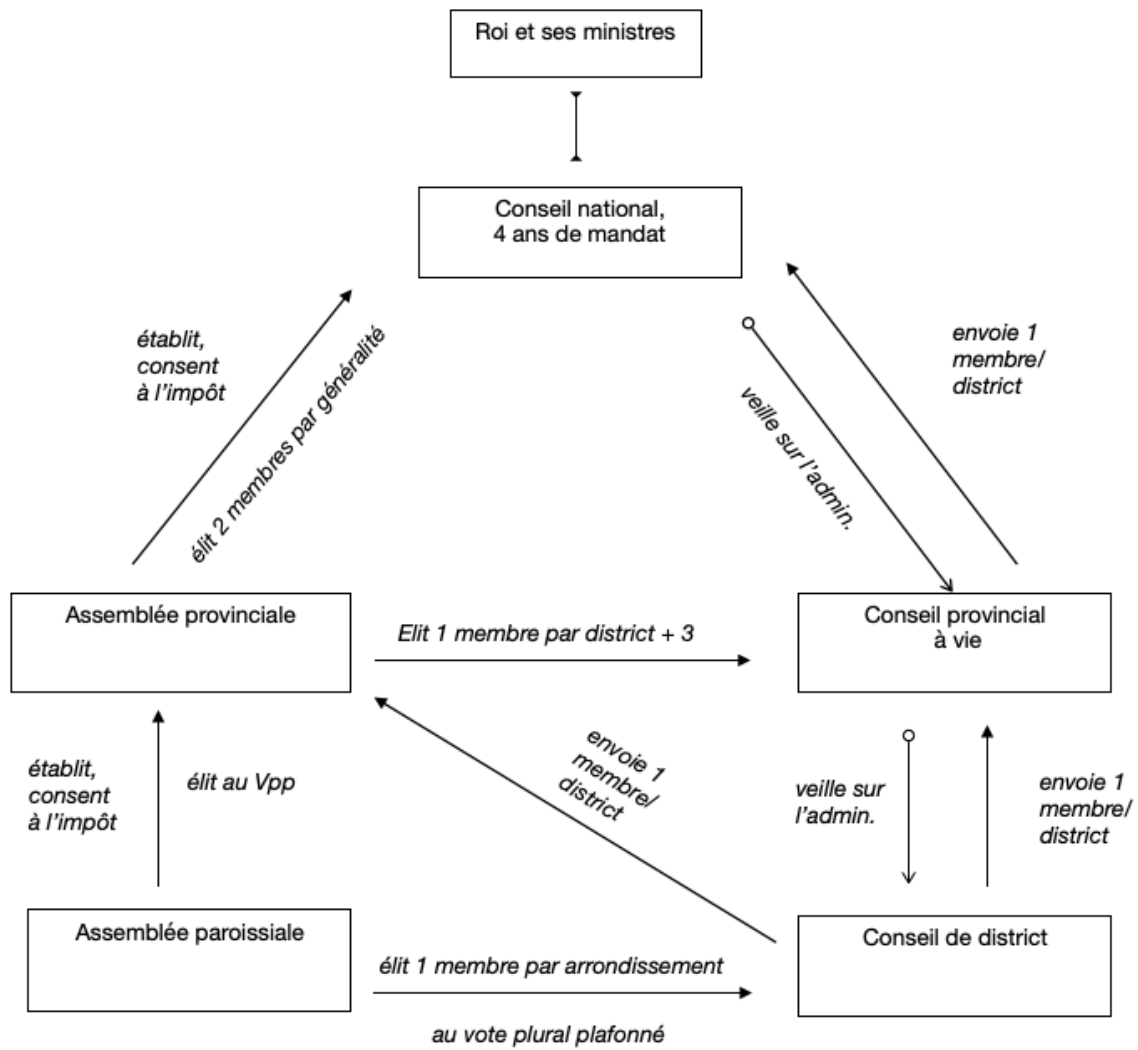 Roi et ses ministres
Conseil national,
4 ans de mandat
établit,
consent
à l'impôt
élit 2 membres par généralité
veille sur l'admin.
envoie 1
membre/
district
Assemblée provinciale
Elit 1 membre par district + 3
Conseil provincial
à vie
établit,
consent
à l'impôt
élit au Vpp
envoie 1
membre/
district
veille sur
l'admin.
envoie 1
membre/
district
Assemblée paroissiale
élit 1 membre par arrondissement
au vote plural plafonné
Conseil de district